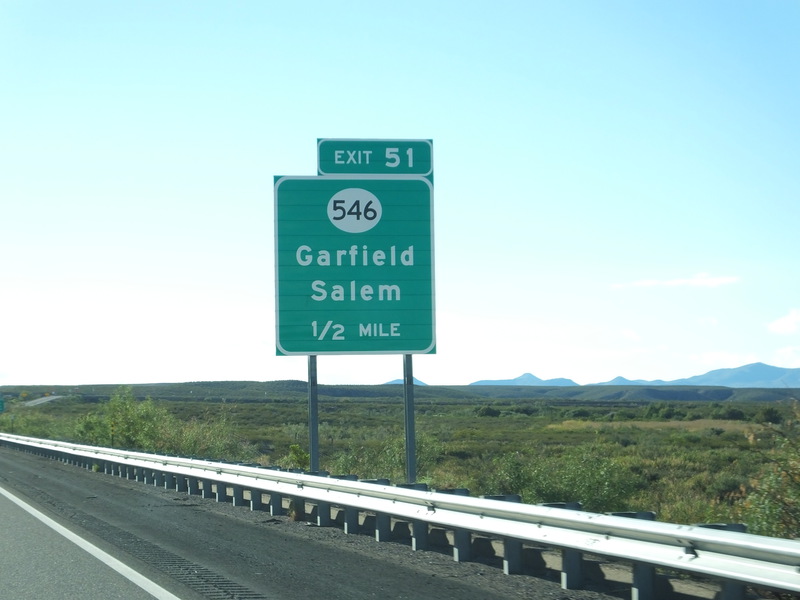 EXIT 51
546
Garfield
Salem
1/2 MILE